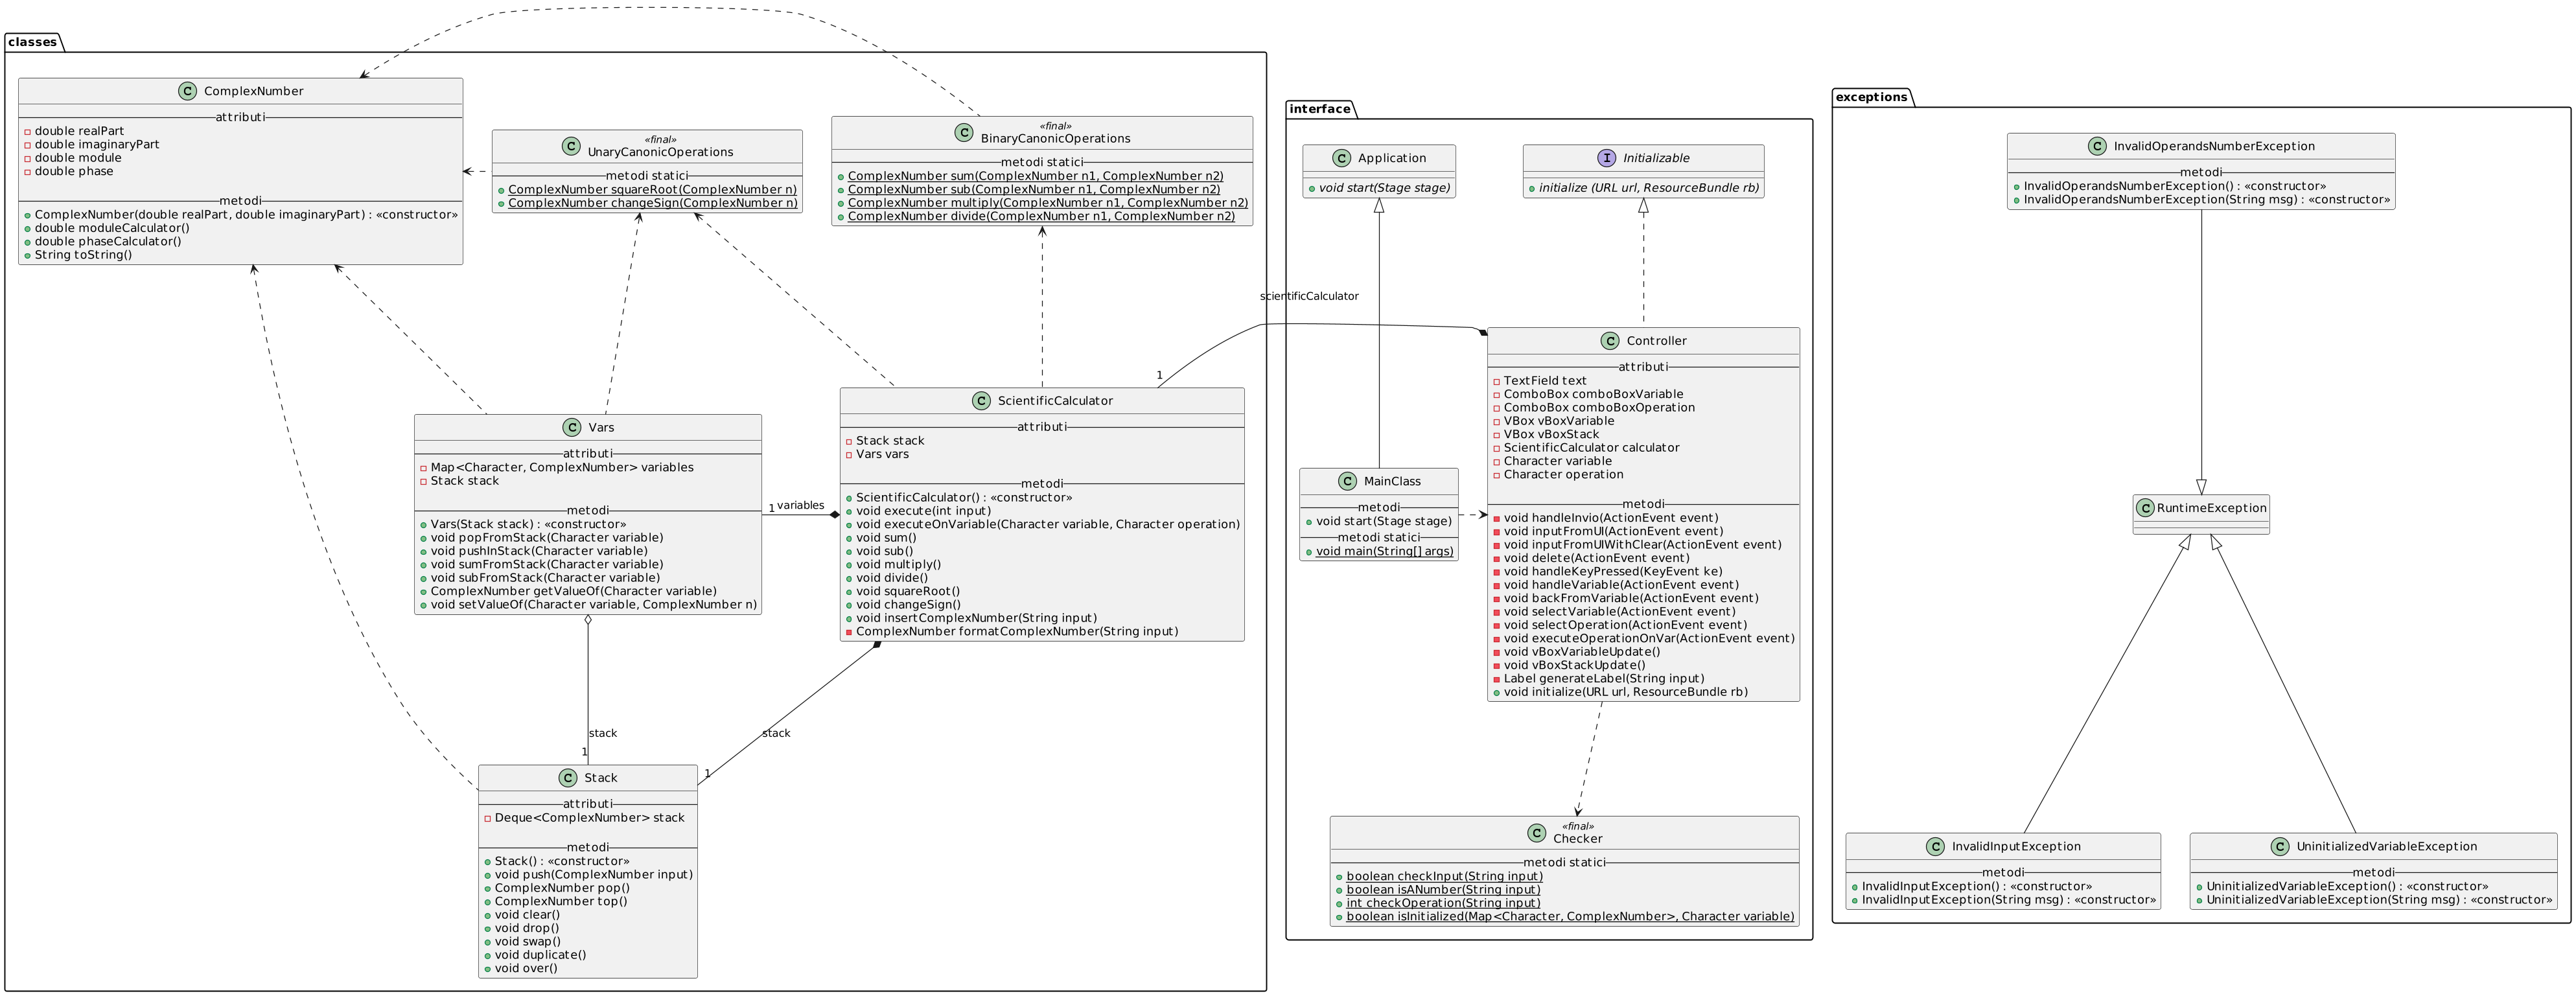 classes
C ComplexNumber
attributi
double realPart
double imaginaryPart
double module
double phase
metodi
ComplexNumber(double realPart, double imaginaryPart) : «constructor»
double moduleCalculator()
double phaseCalculator()
String toString()
C «final»
UnaryCanonicOperations
metodi statici
ComplexNumber squareRoot(ComplexNumber n)
ComplexNumber changeSign(ComplexNumber n)
C «final»
BinaryCanonicOperations
metodi statici
ComplexNumber sum(ComplexNumber n1, ComplexNumber n2)
ComplexNumber sub(ComplexNumber n1, ComplexNumber n2)
ComplexNumber multiply(ComplexNumber n1, ComplexNumber n2)
ComplexNumber divide(ComplexNumber n1, ComplexNumber n2)
C Vars
attributi
Map<Character, ComplexNumber> variables
Stack stack
metodi
Vars(Stack stack) : «constructor»
void popFromStack(Character variable)
void pushInStack(Character variable)
void sumFromStack(Character variable)
void subFromStack(Character variable)
ComplexNumber getValueOf(Character variable)
void setValueOf(Character variable, ComplexNumber n)
1 variables
C ScientificCalculator
attributi
Stack stack
Vars vars
metodi
ScientificCalculator() : «constructor»
void execute(int input)
void executeOnVariable(Character variable, Character operation)
void sum()
void sub()
void multiply()
void divide()
void squareRoot()
void changeSign()
void insertComplexNumber(String input)
ComplexNumber formatComplexNumber(String input)
stack
1
stack
1
C Stack
attributi
Deque<ComplexNumber> stack
metodi
Stack() : «constructor»
void push(ComplexNumber input)
ComplexNumber pop()
ComplexNumber top()
void clear()
void drop()
void swap()
void duplicate()
void over()
interface
C Application
void start(Stage stage)
I Initializable
initialize (URL url, ResourceBundle rb)
scientificCalculator
1
C MainClass
metodi
void start(Stage stage)
metodi statici
void main(String[] args)
C Controller
attributi
TextField text
ComboBox comboBoxVariable
ComboBox comboBoxOperation
VBox vBoxVariable
VBox vBoxStack
ScientificCalculator calculator
Character variable
Character operation
metodi
void handleInvio(ActionEvent event)
void inputFromUI(ActionEvent event)
void inputFromUIWithClear(ActionEvent event)
void delete(ActionEvent event)
void handleKeyPressed(KeyEvent ke)
void handleVariable(ActionEvent event)
void backFromVariable(ActionEvent event)
void selectVariable(ActionEvent event)
void selectOperation(ActionEvent event)
void executeOperationOnVar(ActionEvent event)
void vBoxVariableUpdate()
void vBoxStackUpdate()
Label generateLabel(String input)
void initialize(URL url, ResourceBundle rb)
C «final»
Checker
metodi statici
boolean checkInput(String input)
boolean isANumber(String input)
int checkOperation(String input)
boolean isInitialized(Map<Character, ComplexNumber>, Character variable)
exceptions
C InvalidOperandsNumberException
metodi
InvalidOperandsNumberException() : «constructor»
InvalidOperandsNumberException(String msg) : «constructor»
C RuntimeException
C InvalidInputException
metodi
InvalidInputException() : «constructor»
InvalidInputException(String msg) : «constructor»
C UninitializedVariableException
metodi
UninitializedVariableException() : «constructor»
UninitializedVariableException(String msg) : «constructor»